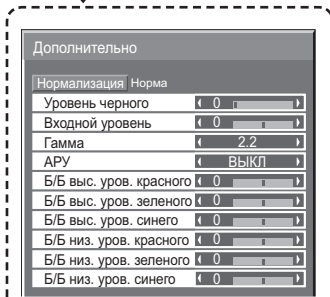 Дополнительно
Нормализация Норма
Уровень черного 0
Входной уровень 0
Гамма 2.2
АРУ ВЫКЛ
Б/Б выс. уров. красного 0
Б/Б выс. уров. зеленого 0
Б/Б выс. уров. синего 0
Б/Б низ. уров. красного 0
Б/Б низ. уров. зеленого 0
Б/Б низ. уров. синего 0